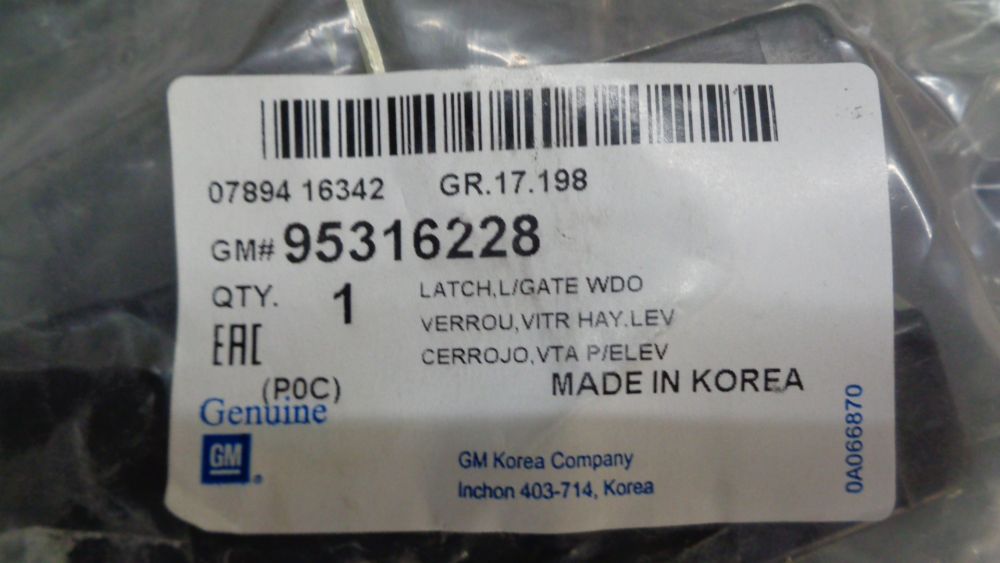 07894 16342 GR.17.198
GM# 95316228
QTY. 1
LATCH,L/GATE WDO
VERROU,VITR HAY.LEV
CERROJO,VTA P/ELEV
EAC
(P.0C)
MADE IN KOREA
Genuine
GM
GM Korea Company
Inchon 403-714, Korea
0A066870